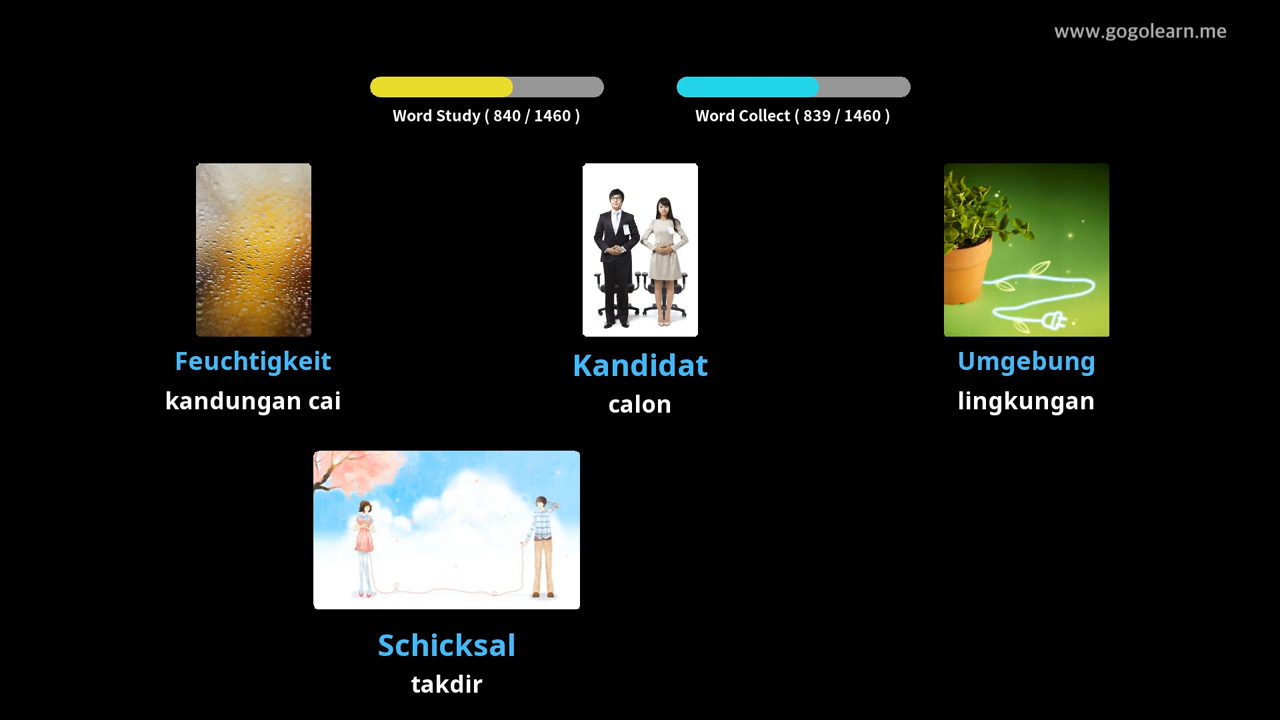 www.gogolearn.me
Word Study ( 840 / 1460 )
Word Collect ( 839 / 1460 )
Feuchtigkeit
kandungan cai
Kandidat
calon
Umgebung
lingkungan
Schicksal
takdir